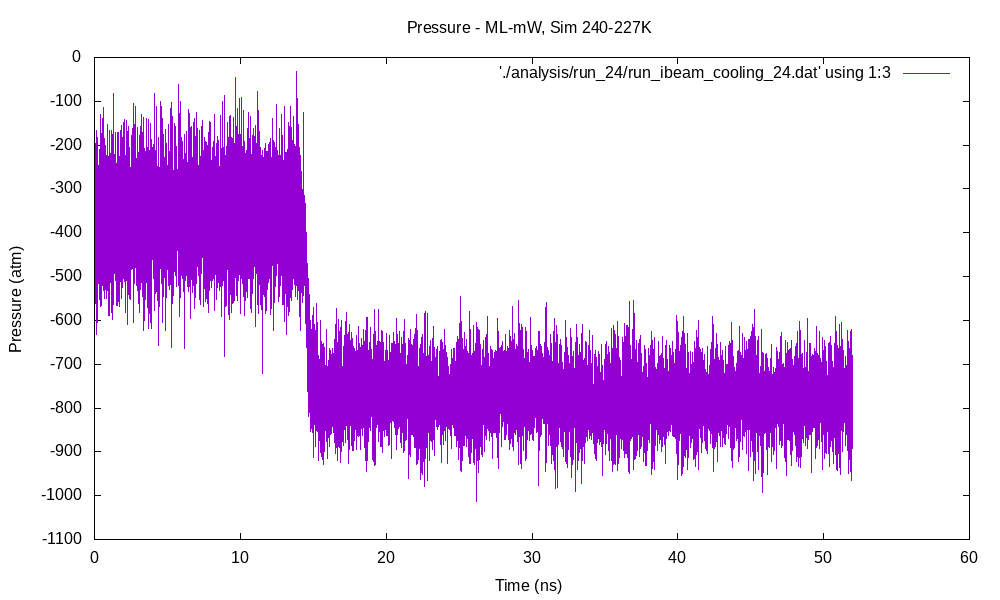 Pressure - ML-mW, Sim 240-227K
'./analysis/run_24/run_ibeam_cooling_24.dat' using 1:3
0
-100
-200
-300
-400
-500
-600
-700
-800
-900
-1000
-1100
Pressure (atm)
0 10 20 30 40 50 60
Time (ns)